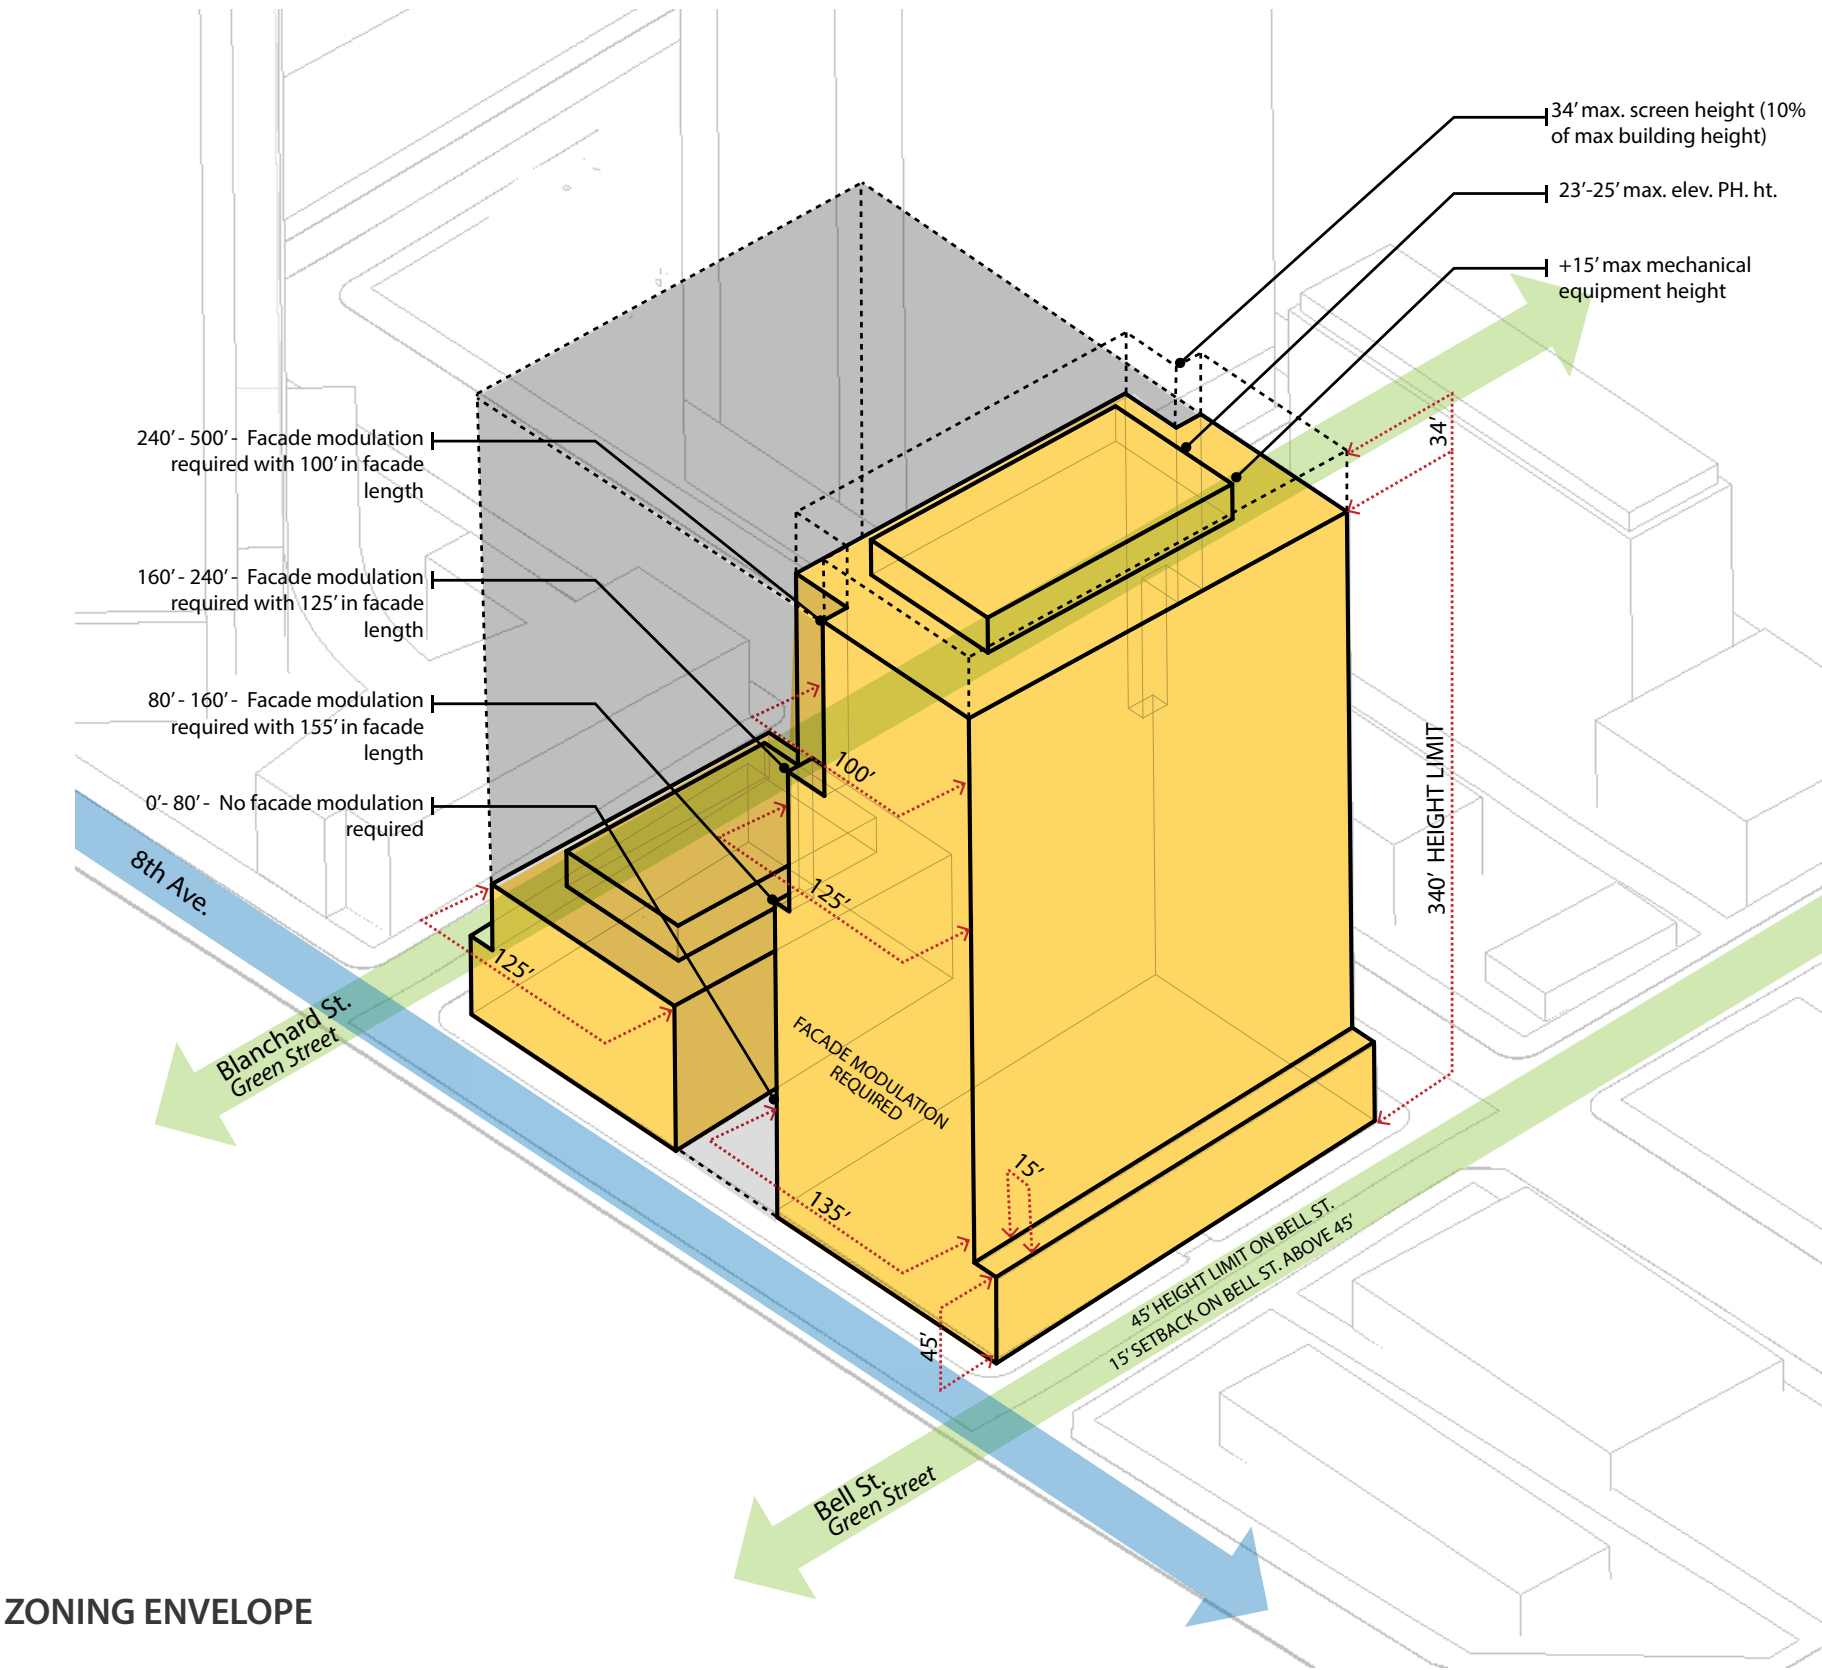 34' max. screen height (10%
of max building height)
23'-25' max. elev. PH. ht.
+15' max mechanical
equipment height
34'
240' - 500' - Facade modulation
required with 100' in facade
length
160' - 240' - Facade modulation
required with 125' in facade
length
80' - 160' - Facade modulation
required with 155' in facade
length
0' - 80' - No facade modulation
required
100'
340' HEIGHT LIMIT
8th Ave.
125'
125'
Blanchard St.
Green Street
FACADE MODULATION
REQUIRED
15'
135'
45' HEIGHT LIMIT ON BELL ST.
15' SETBACK ON BELL ST. ABOVE 45'
45'
Bell St.
Green Street
ZONING ENVELOPE